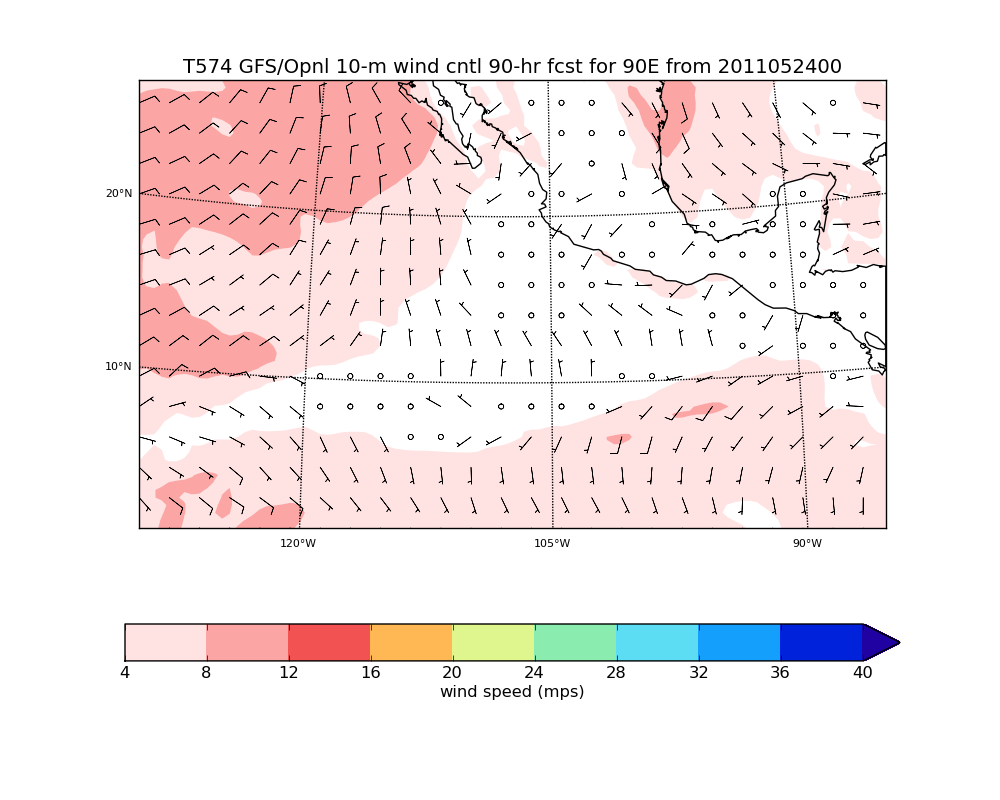 T574 GFS/Opnl 10-m wind cntl 90-hr fcst for 90E from 2011052400
20°N
10°N
120°W 105°W 90°W
4 8 12 16 20 24 28 32 36 40
wind speed (mps)